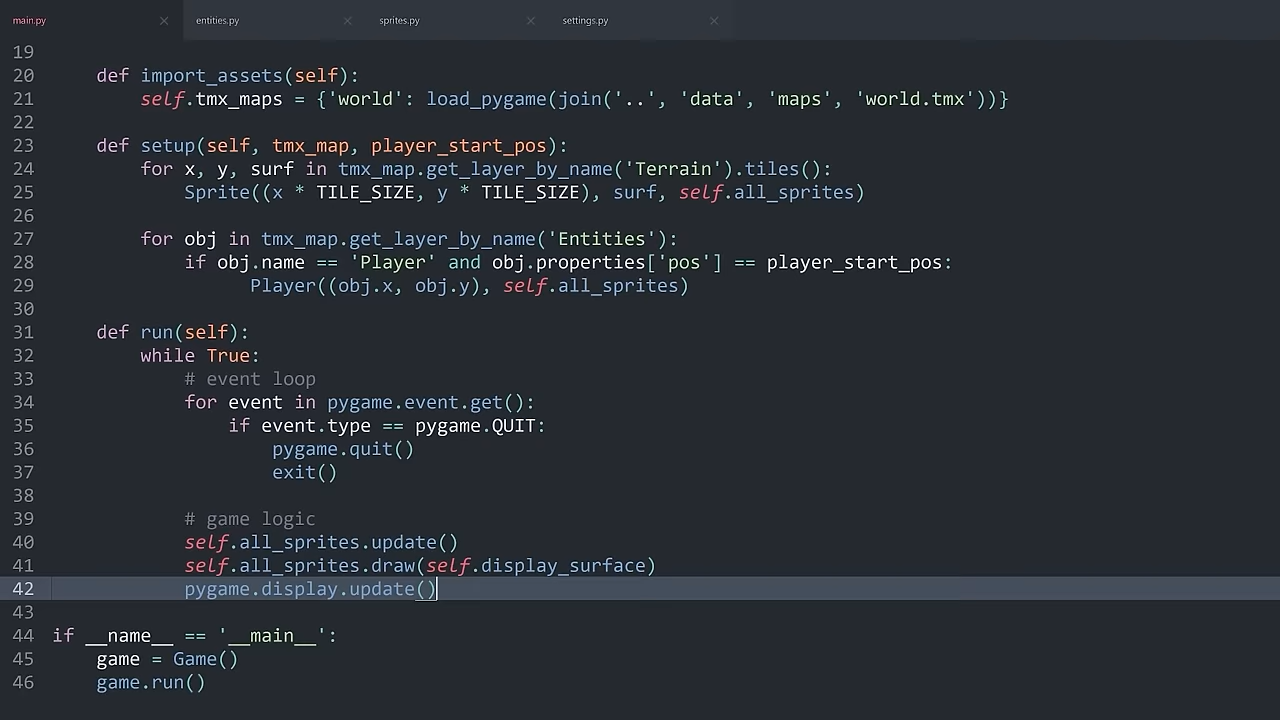 main.py
entities.py
sprites.py
settings.py
19
20     def import_assets(self):
21         self.tmx_maps = {'world': load_pygame(join('..', 'data', 'maps', 'world.tmx'))}
22
23     def setup(self, tmx_map, player_start_pos):
24         for x, y, surf in tmx_map.get_layer_by_name('Terrain').tiles():
25             Sprite((x * TILE_SIZE, y * TILE_SIZE), surf, self.all_sprites)
26
27         for obj in tmx_map.get_layer_by_name('Entities'):
28             if obj.name == 'Player' and obj.properties['pos'] == player_start_pos:
29                   Player((obj.x, obj.y), self.all_sprites)
30
31     def run(self):
32         while True:
33             # event loop
34             for event in pygame.event.get():
35                 if event.type == pygame.QUIT:
36                     pygame.quit()
37                     exit()
38
39             # game logic
40             self.all_sprites.update()
41             self.all_sprites.draw(self.display_surface)
42             pygame.display.update()
43
44 if __name__ == '__main__':
45     game = Game()
46     game.run()